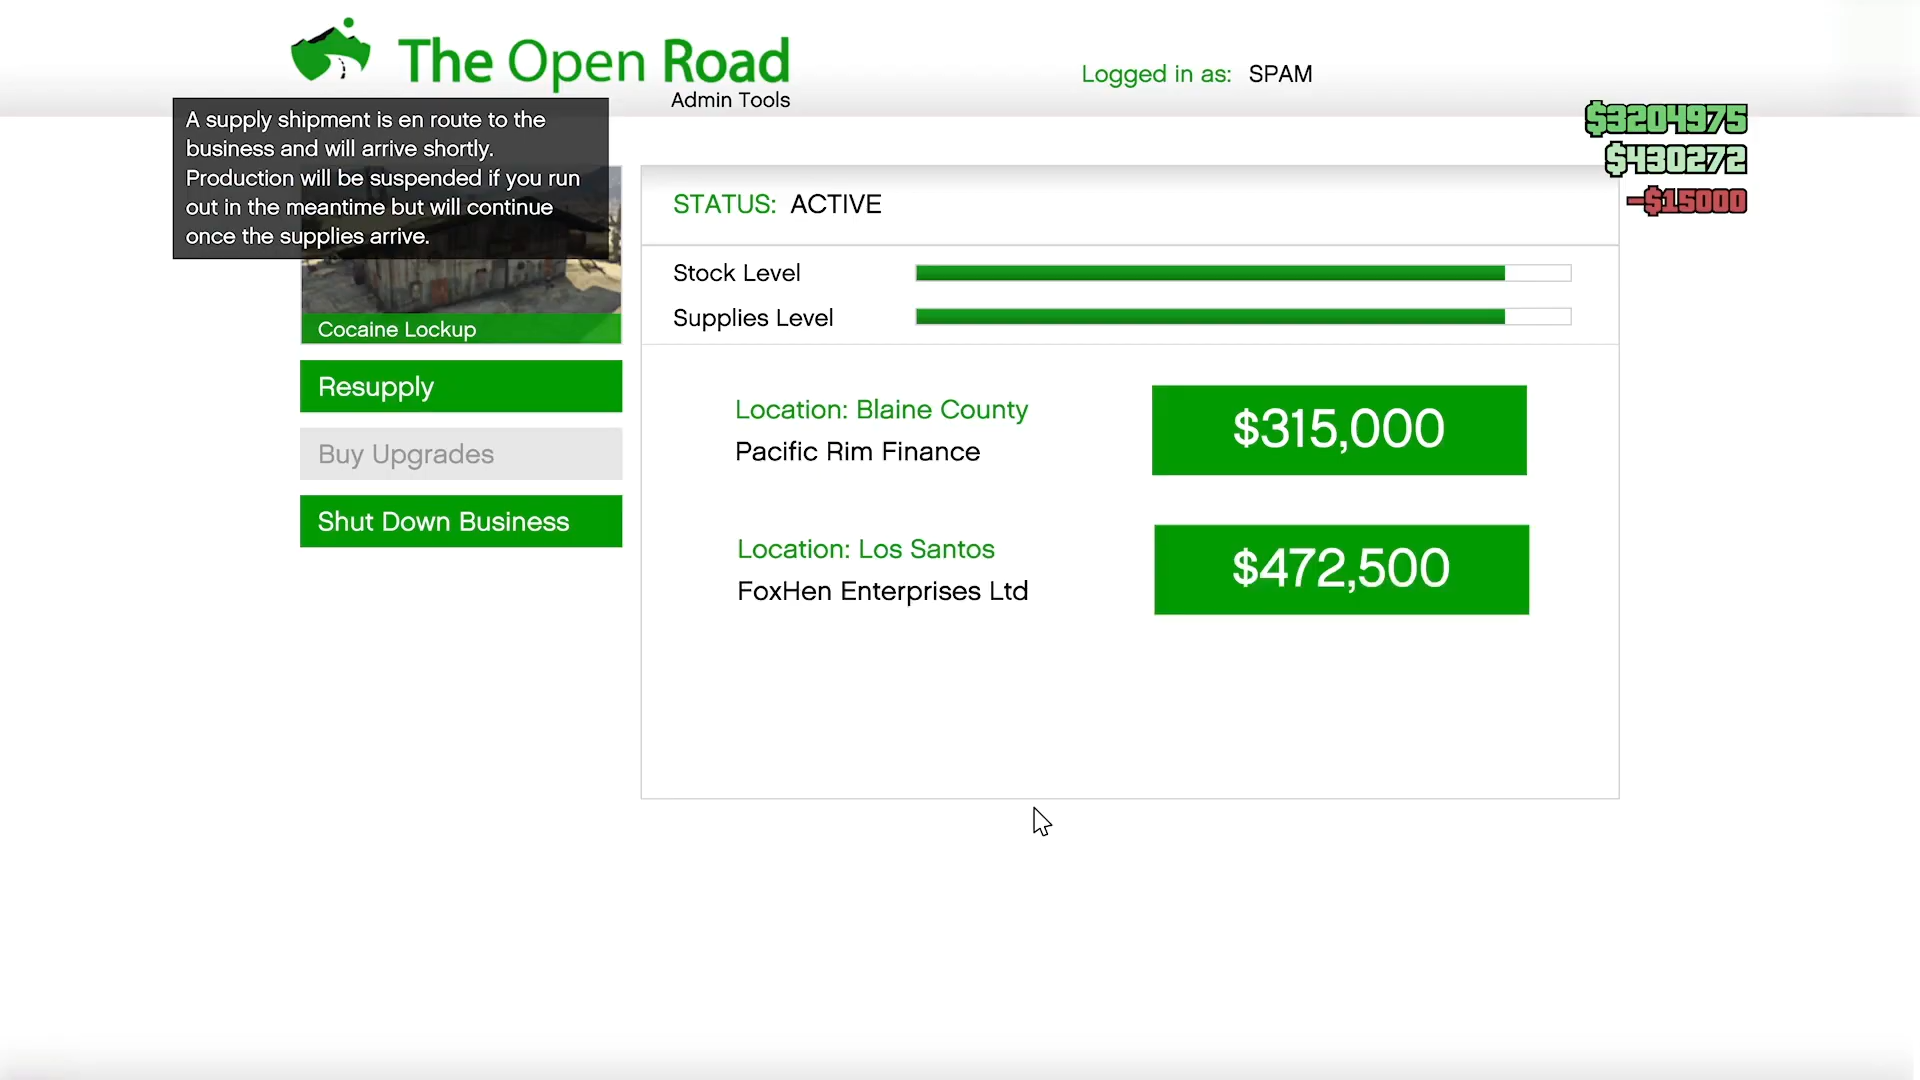 The Open Road
Admin Tools
Logged in as: SPAM
A supply shipment is en route to the
business and will arrive shortly.
Production will be suspended if you run
out in the meantime but will continue
once the supplies arrive.
$3204975
$430272
-$15000
Cocaine Lockup
Resupply
Buy Upgrades
Shut Down Business
STATUS: ACTIVE
Stock Level
Supplies Level
Location: Blaine County
Pacific Rim Finance
$315,000
Location: Los Santos
FoxHen Enterprises Ltd
$472,500